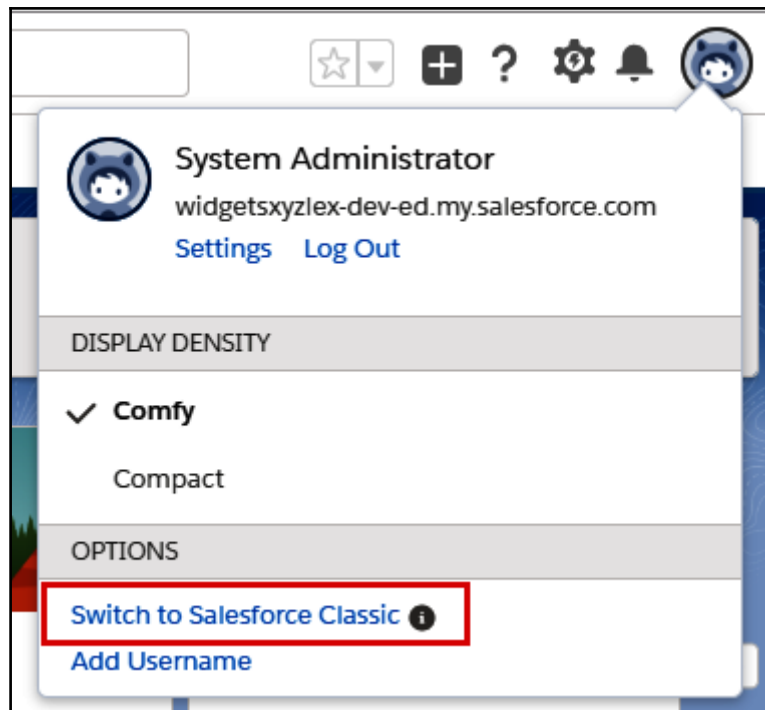 System Administrator
widgetsxyzlex-dev-ed.my.salesforce.com
Settings Log Out
DISPLAY DENSITY
Comfy
Compact
OPTIONS
Switch to Salesforce Classic
Add Username